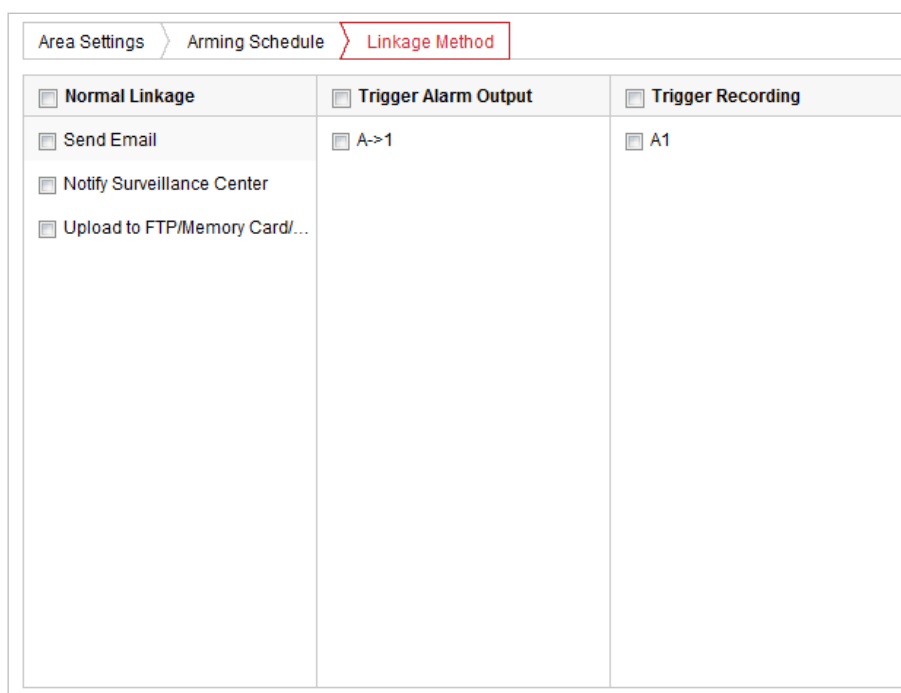 Area Settings Arming Schedule Linkage Method
Normal Linkage Trigger Alarm Output Trigger Recording
Send Email A->1 A1
Notify Surveillance Center
Upload to FTP/Memory Card/...